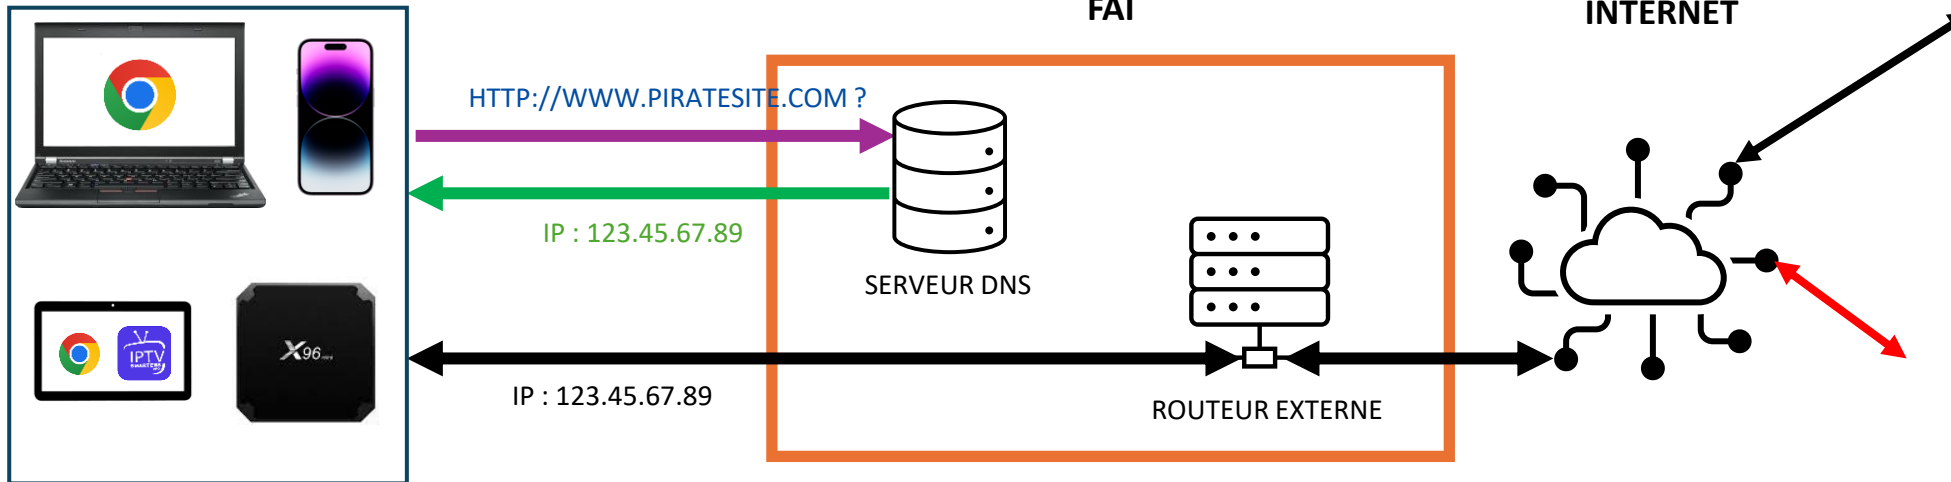 FAI
INTERNET
HTTP://WWW.PIRATESITE.COM ?
IP : 123.45.67.89
SERVEUR DNS
IPTV
X96 mini
IP : 123.45.67.89
ROUTEUR EXTERNE